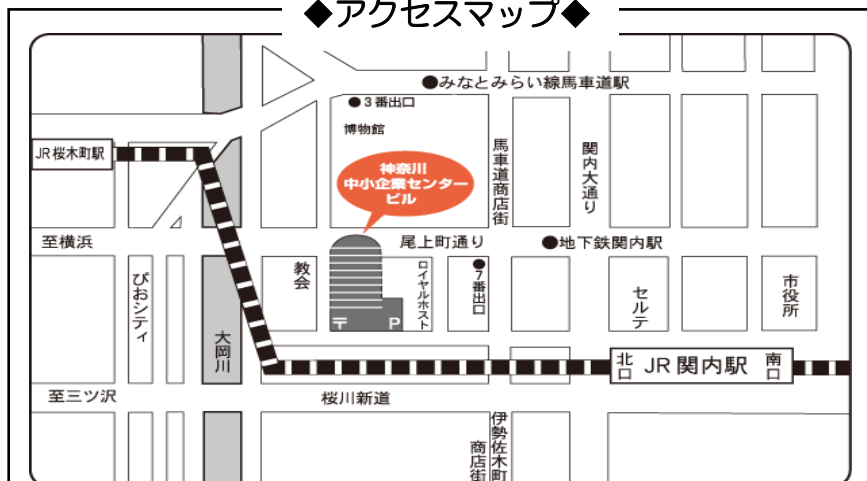 ◆アクセスマップ◆
●みなとみらい線馬車道駅
●3番出口
博物館
JR桜木町駅
神奈川
中小企業センター
ビル
馬車道商店街
関内大通り
至横浜
尾上町通り
●地下鉄関内駅
ぴおシティ
大岡川
教会
ロイヤルホスト
●7番出口
セルテ
市役所
〒 P
北口 JR関内駅 南口
至三ツ沢
桜川新道
伊勢佐木町
商店街